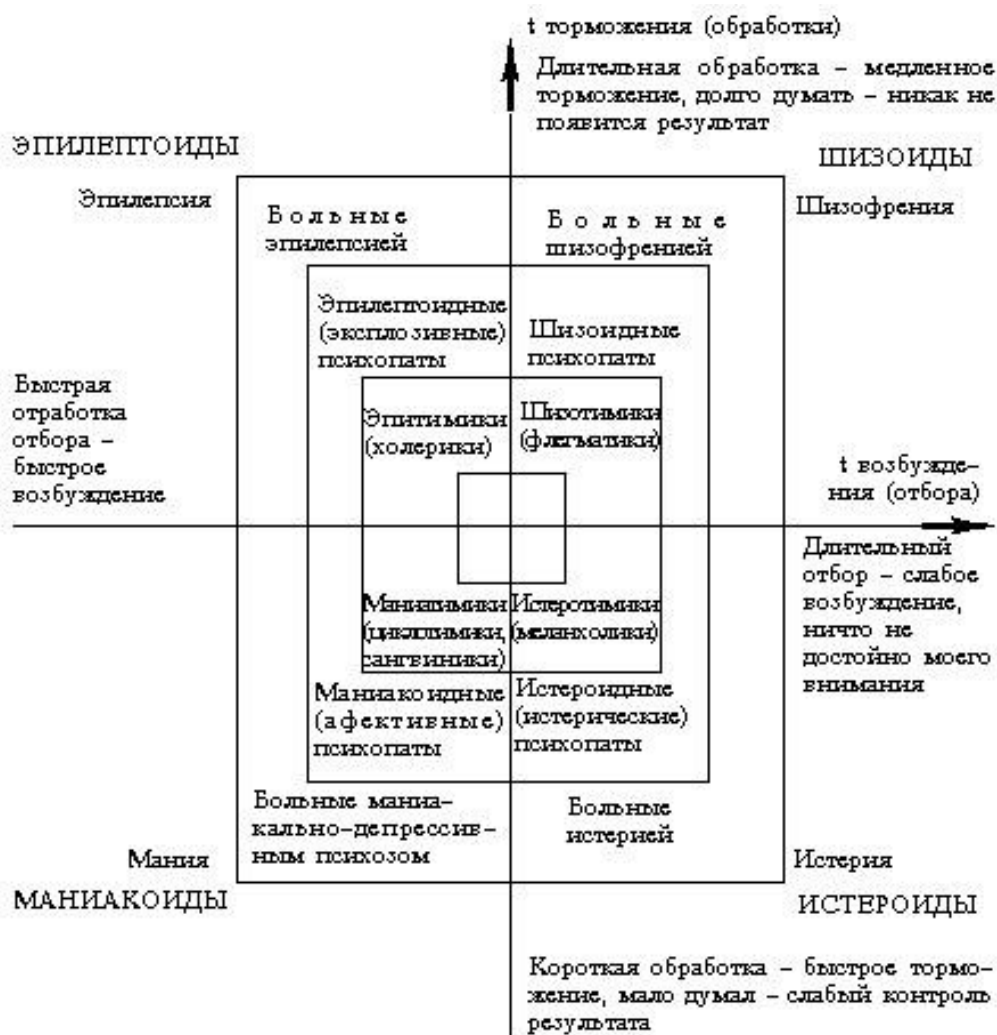 t торможения (обработки)
Длительная обработка – медленное
торможение, долго думать – никак не
появится результат
ЭПИЛЕПТОИДЫ
ШИЗОИДЫ
Эпилепсия
Шизофрения
Больные
эпилепсией
Больные
шизофренией
Эпилептоидные
(эксплозивные)
психопаты
Шизоидные
психопаты
Быстрая
отработка
отбора –
быстрое
возбуждение
Эпитимики
(холерики)
Шизотимики
(флегматики)
t возбужде-
ния (отбора)
Длительный
отбор – слабое
возбуждение,
ничто не
достойно моего
внимания
Маниатимики
(циклотимики,
сангвиники)
Истеротимики
(меланхолики)
Маниакоидные
(афективные)
психопаты
Истероидные
(истерические)
психопаты
Больные маниа-
кально-депрессив-
ным психозом
Больные
истерией
Мания
Истерия
МАНИАКОИДЫ
ИСТЕРОИДЫ
Короткая обработка – быстрое тормо-
жение, мало думал – слабый контроль
результата